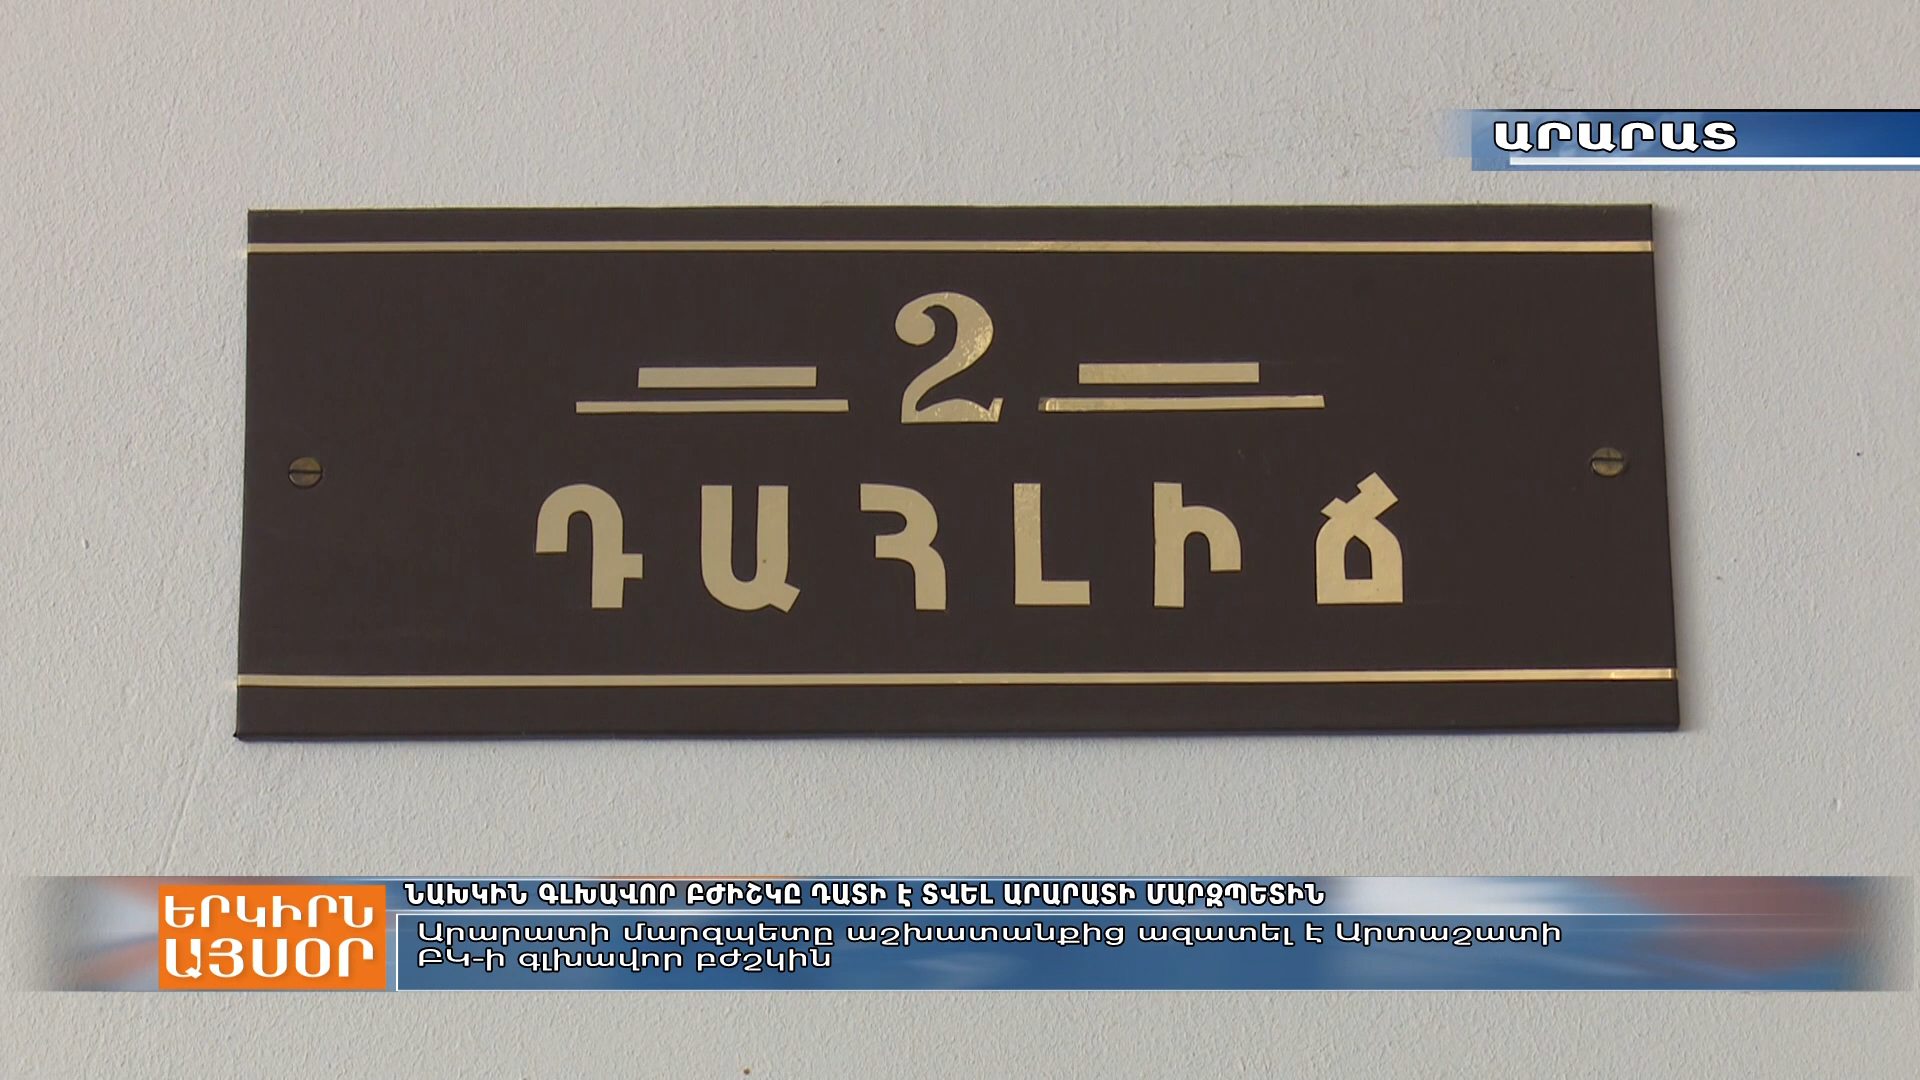 ԱՐԱՐԱՏ
2
ԴԱՀԼԻՃ
ՆԱԽԿԻՆ ԳԼԽԱՎՈՐ ԲԺԻՇԿԸ ԴԱՏԻ Է ՏՎԵԼ ԱՐԱՐԱՏԻ ՄԱՐԶՊԵՏԻՆ
ԵՐԿԻՐՆ
ԱՅՍՕՐ
Արարատի մարզպետը աշխատանքից ազատել է Արտաշատի
ԲԿ-ի գլխավոր բժշկին